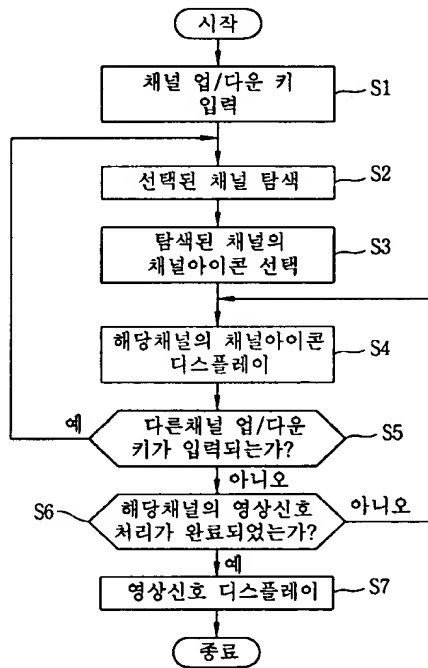 시작
채널 업/다운 키
입력
S1
선택된 채널 탐색
S2
탐색된 채널의
채널아이콘 선택
S3
해당채널의 채널아이콘
디스플레이
S4
예
다른채널 업/다운
키가 입력되는가?
S5
아니오
S6
해당채널의 영상신호
처리가 완료되었는가?
아니오
예
영상신호 디스플레이
S7
종료